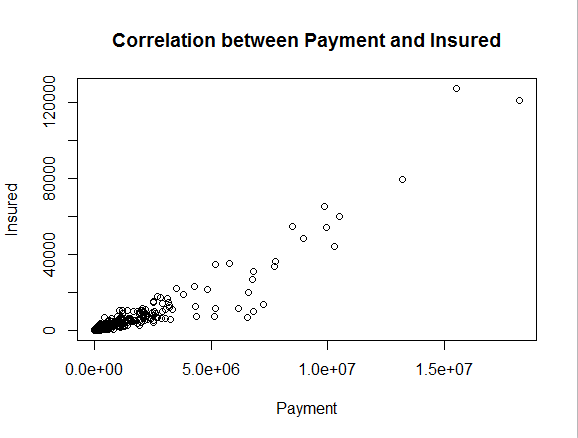 Correlation between Payment and Insured
120000
80000
40000
0
Insured
0.0e+00 5.0e+06 1.0e+07 1.5e+07
Payment